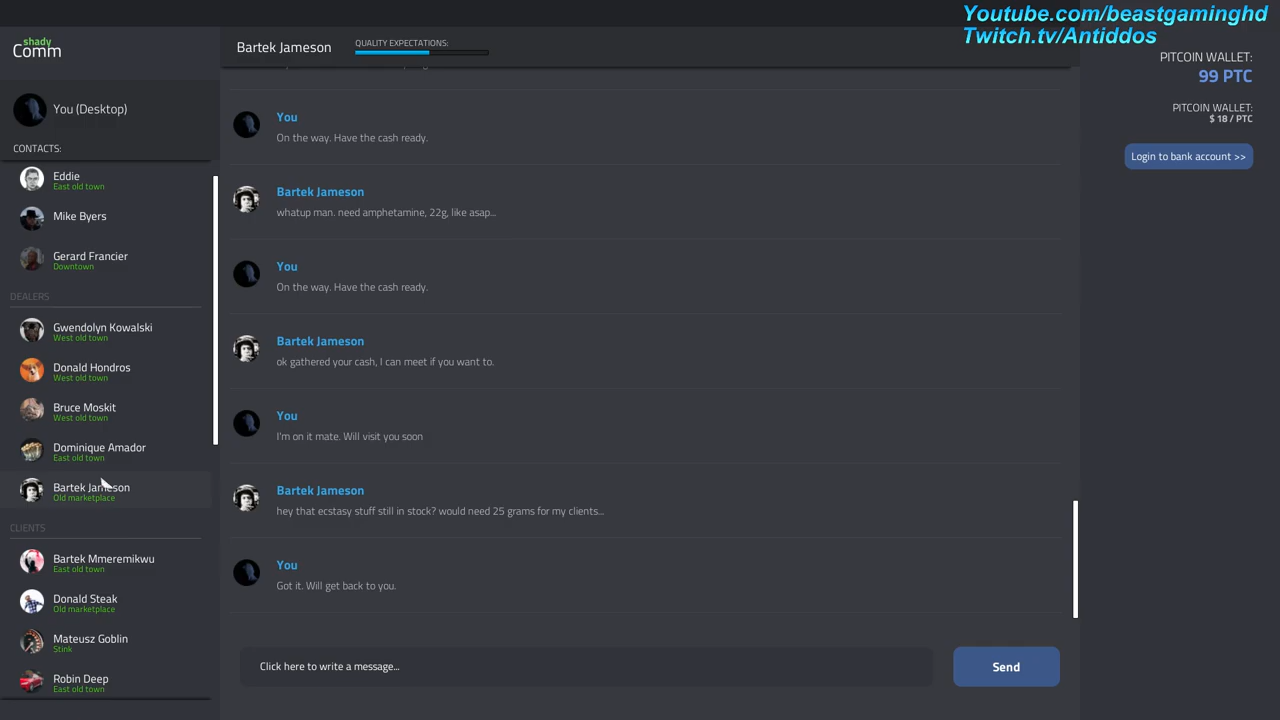 Youtube.com/beastgaminghd
Twitch.tv/Antiddos
shady
Comm
You (Desktop)
CONTACTS:
Eddie
East old town
Mike Byers
Gerard Francier
Downtown
DEALERS
Gwendolyn Kowalski
West old town
Donald Hondros
West old town
Bruce Moskit
West old town
Dominique Amador
East old town
Bartek Jameson
Old marketplace
CLIENTS
Bartek Mmeremikwu
East old town
Donald Steak
Old marketplace
Mateusz Goblin
Stink
Robin Deep
East old town
Bartek Jameson
QUALITY EXPECTATIONS:
You
On the way. Have the cash ready.
Bartek Jameson
whatup man. need amphetamine, 22g, like asap...
You
On the way. Have the cash ready.
Bartek Jameson
ok gathered your cash, I can meet if you want to.
You
I'm on it mate. Will visit you soon
Bartek Jameson
hey that ecstasy stuff still in stock? would need 25 grams for my clients...
You
Got it. Will get back to you.
Click here to write a message...
Send
PITCOIN WALLET:
99 PTC
PITCOIN WALLET:
$ 18 / PTC
Login to bank account >>